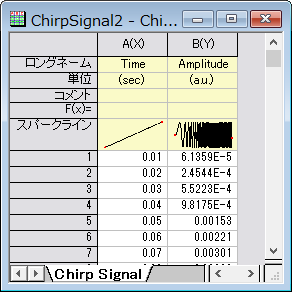 ChirpSignal2 - Chi...
A(X) B(Y)
ロングネーム Time Amplitude
単位 (sec) (a.u.)
コメント
F(x)=
スパークライン
1 0.01 6.1359E-5
2 0.02 2.4544E-4
3 0.03 5.5223E-4
4 0.04 9.8175E-4
5 0.05 0.00153
6 0.06 0.00221
7 0.07 0.00301
Chirp Signal